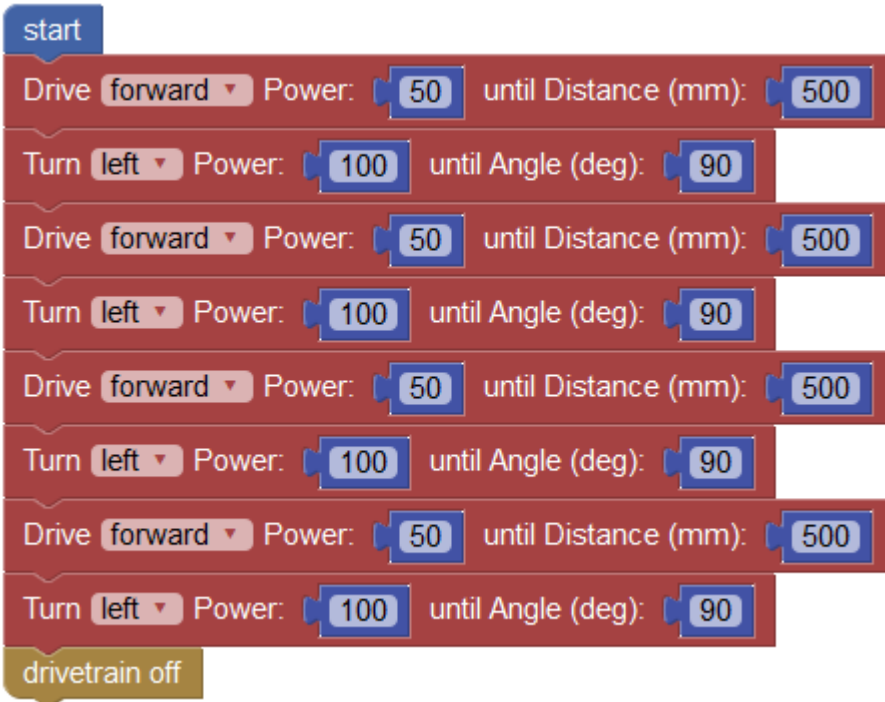 start
Drive forward Power: 50 until Distance (mm): 500
Turn left Power: 100 until Angle (deg): 90
Drive forward Power: 50 until Distance (mm): 500
Turn left Power: 100 until Angle (deg): 90
Drive forward Power: 50 until Distance (mm): 500
Turn left Power: 100 until Angle (deg): 90
Drive forward Power: 50 until Distance (mm): 500
Turn left Power: 100 until Angle (deg): 90
drivetrain off